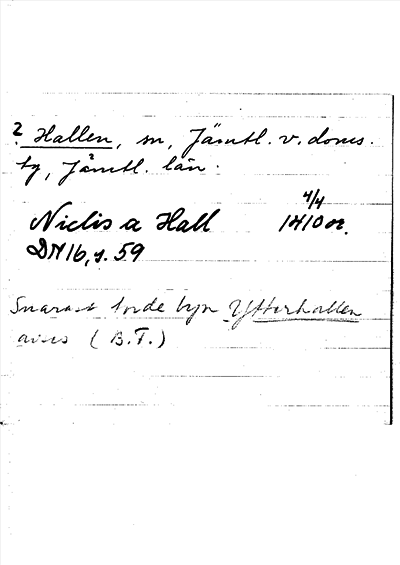 2 Hallen, sn, Jämtl. v. doms.
tg, Jämtl. län.
4/4
Niclis a Hall 1410 or.
DN 16, s. 59
Snarast torde byn Ytterhallen
avses (B.T.)